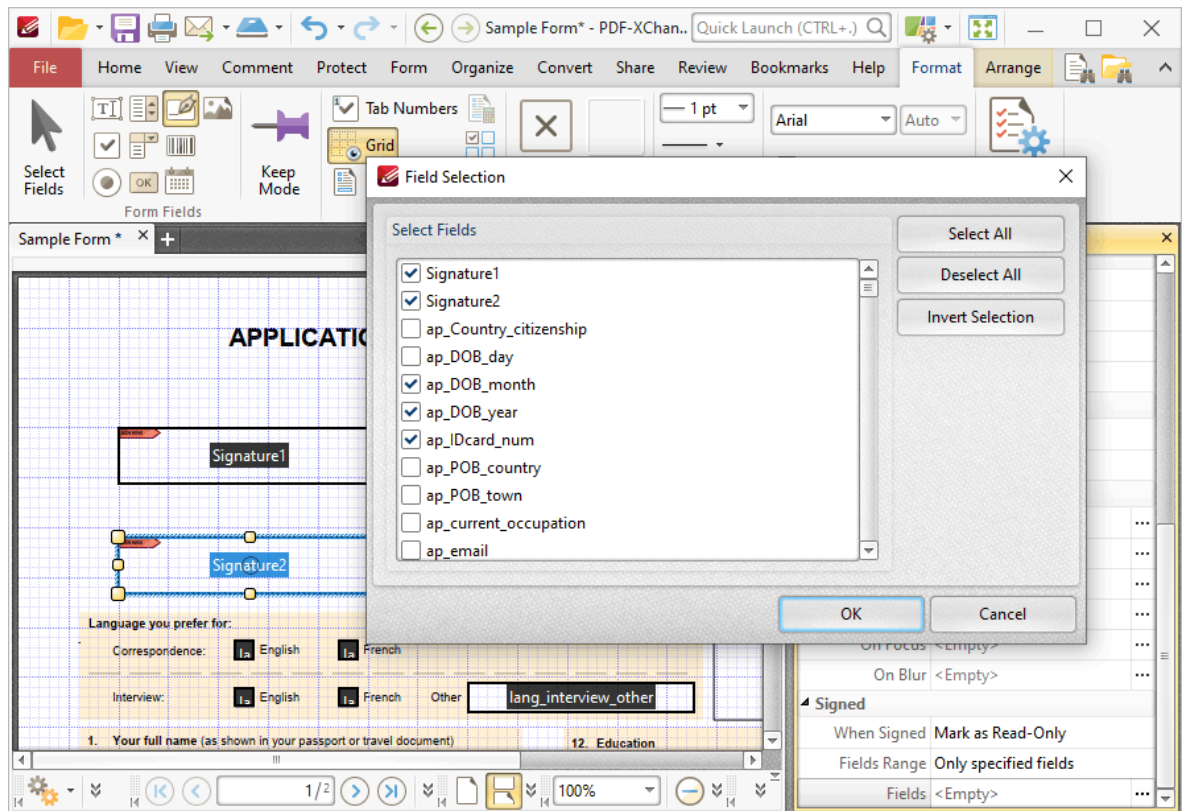 Sample Form* - PDF-XChan..
Quick Launch (CTRL+.)
File Home View Comment Protect Form Organize Convert Share Review Bookmarks Help Format Arrange
Tab Numbers
1 pt
Arial
Auto
Grid
Select Fields
OK
Keep Mode
Form Fields
Field Selection
Sample Form *
Select Fields
Select All
Signature1
Deselect All
Signature2
Invert Selection
ap_Country_citizenship
ap_DOB_day
ap_DOB_month
ap_DOB_year
ap_IDcard_num
ap_POB_country
ap_POB_town
ap_current_occupation
ap_email
OK
Cancel
APPLICATIO
Signature1
Signature2
Language you prefer for:
Correspondence: English French
Interview: English French Other lang_interview_other
1. Your full name (as shown in your passport or travel document)
12. Education
On Focus <Empty>
On Blur <Empty>
Signed
When Signed Mark as Read-Only
Fields Range Only specified fields
Fields <Empty>
1/2
100%